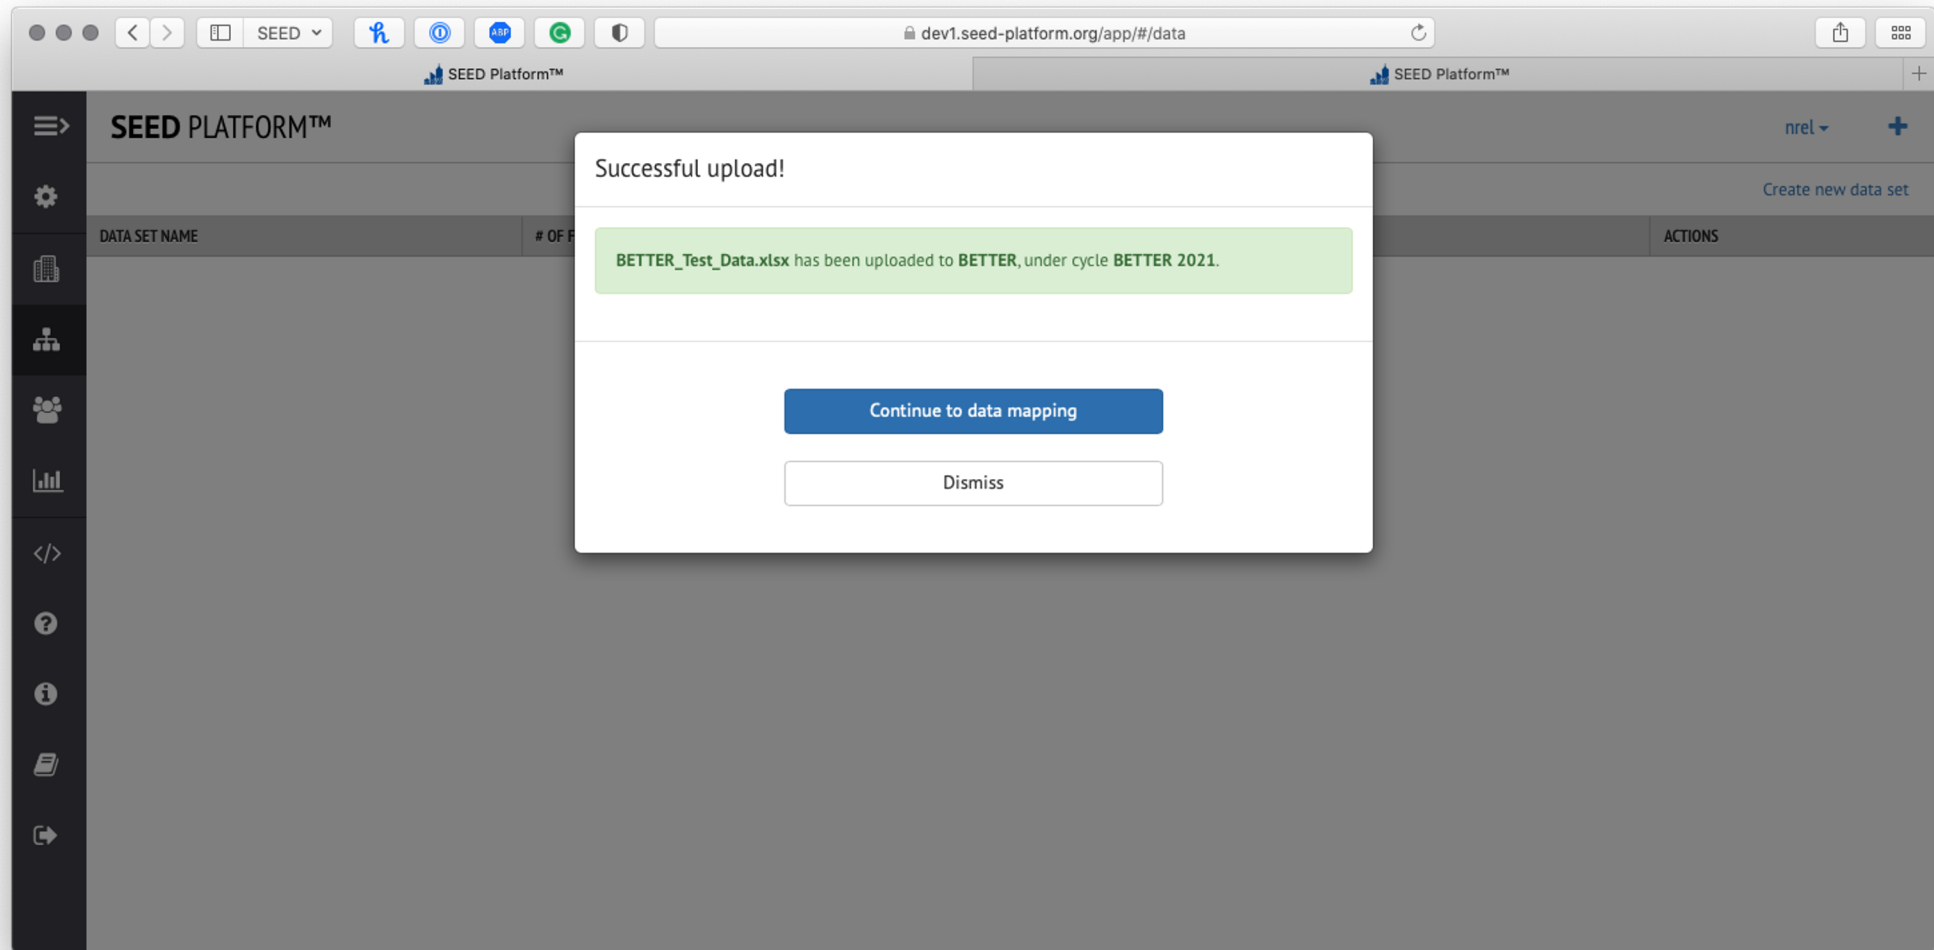 SEED
ABP
dev1.seed-platform.org/app/#/data
SEED Platform™
SEED Platform™
SEED PLATFORM™
nrel
Create new data set
DATA SET NAME
# OF F
ACTIONS
Successful upload!
BETTER_Test_Data.xlsx has been uploaded to BETTER, under cycle BETTER 2021.
Continue to data mapping
Dismiss